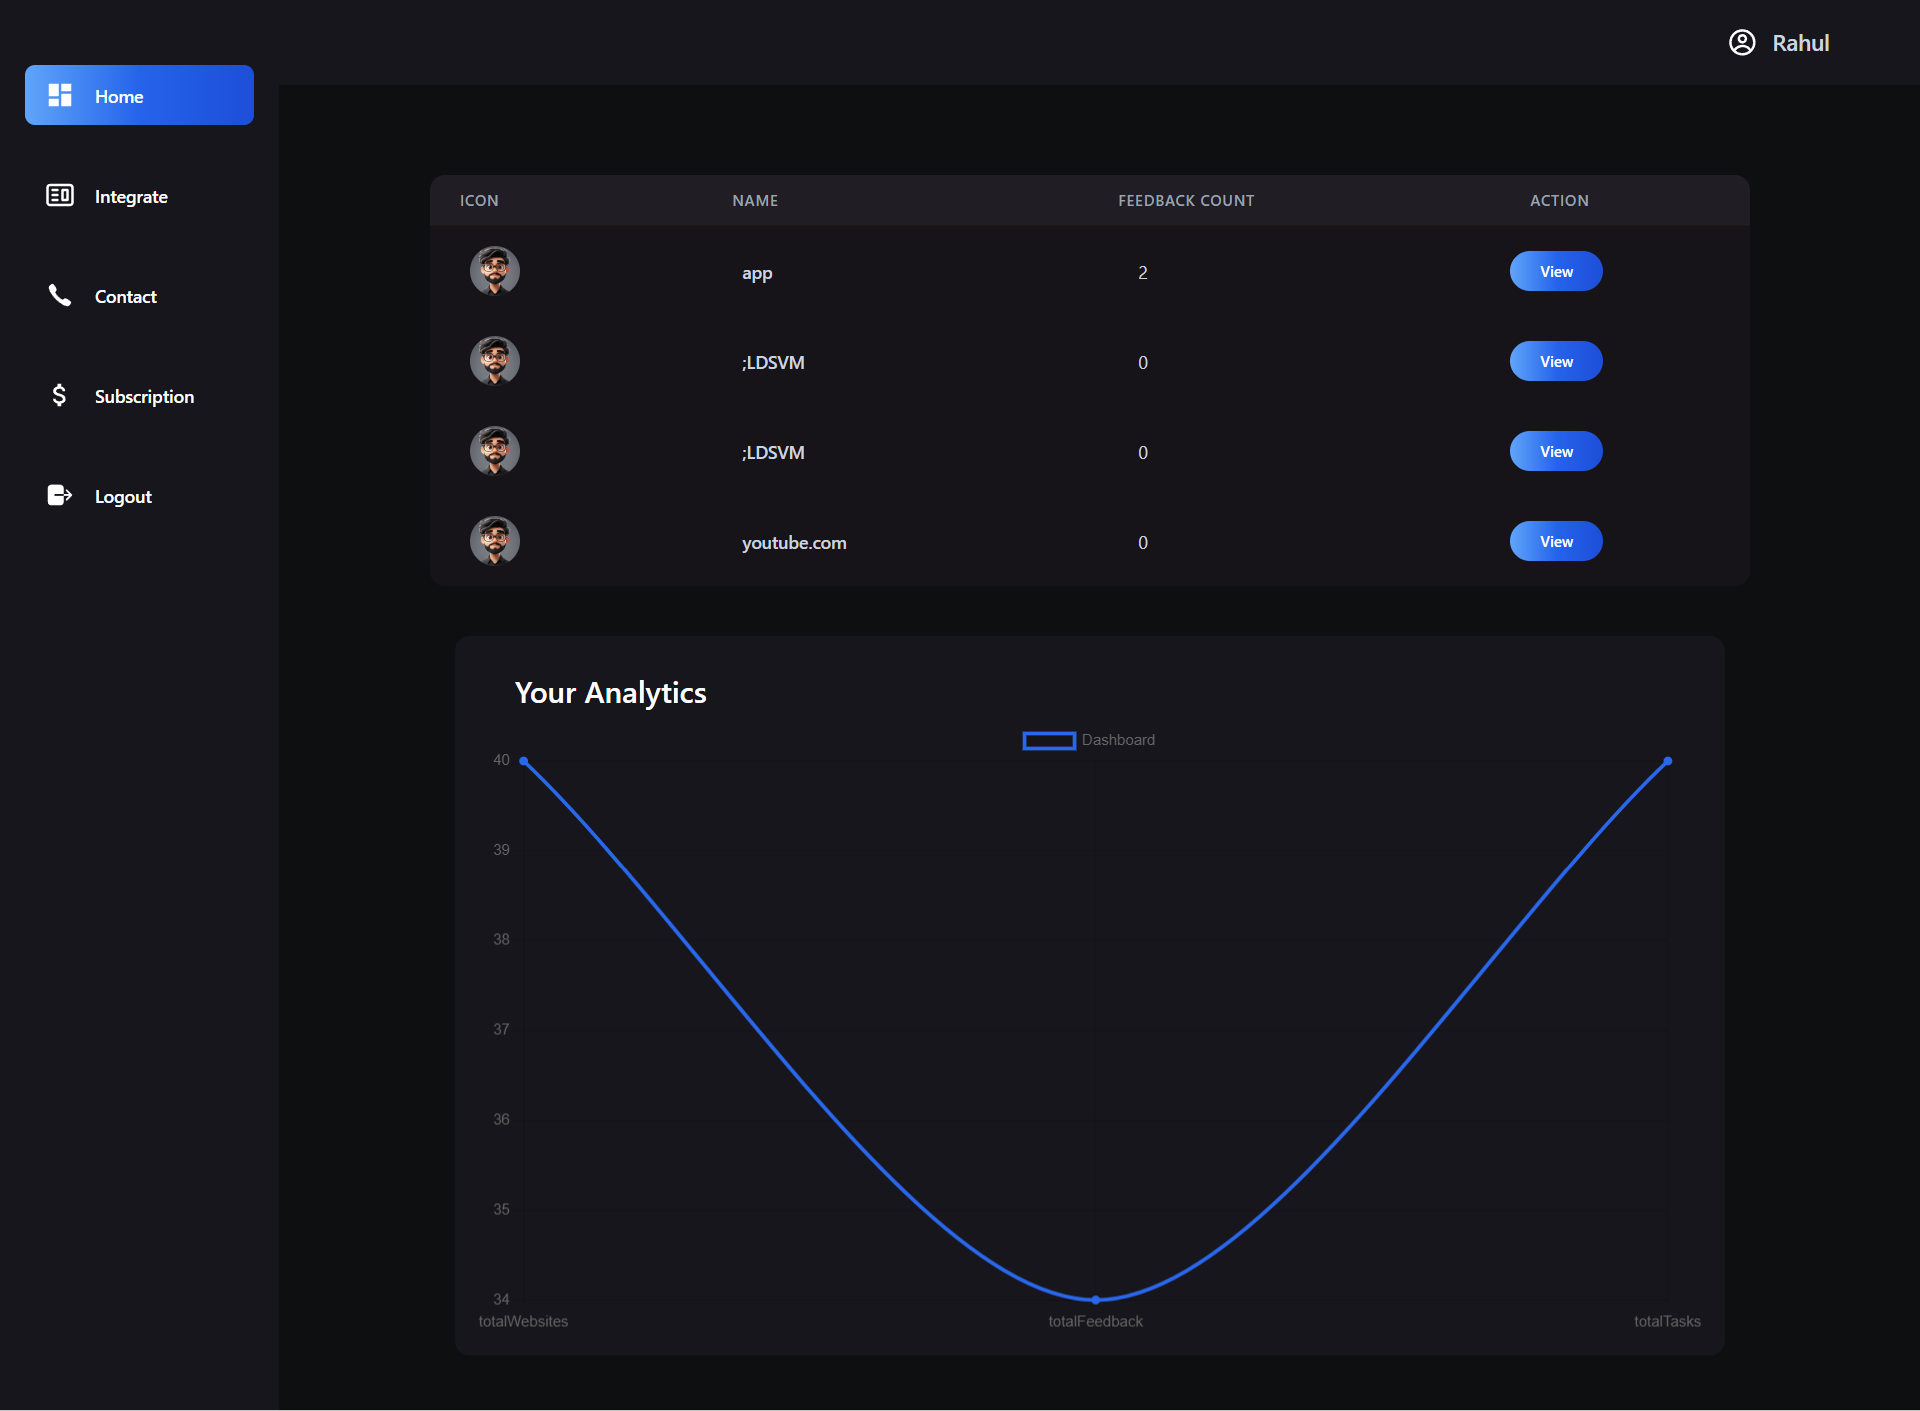 Rahul
Home
Integrate
Contact
Subscription
Logout
ICON NAME FEEDBACK COUNT ACTION
app 2 View
;LDSVM 0 View
;LDSVM 0 View
youtube.com 0 View
Your Analytics
Dashboard
40
39
38
37
36
35
34
totalWebsites totalFeedback totalTasks